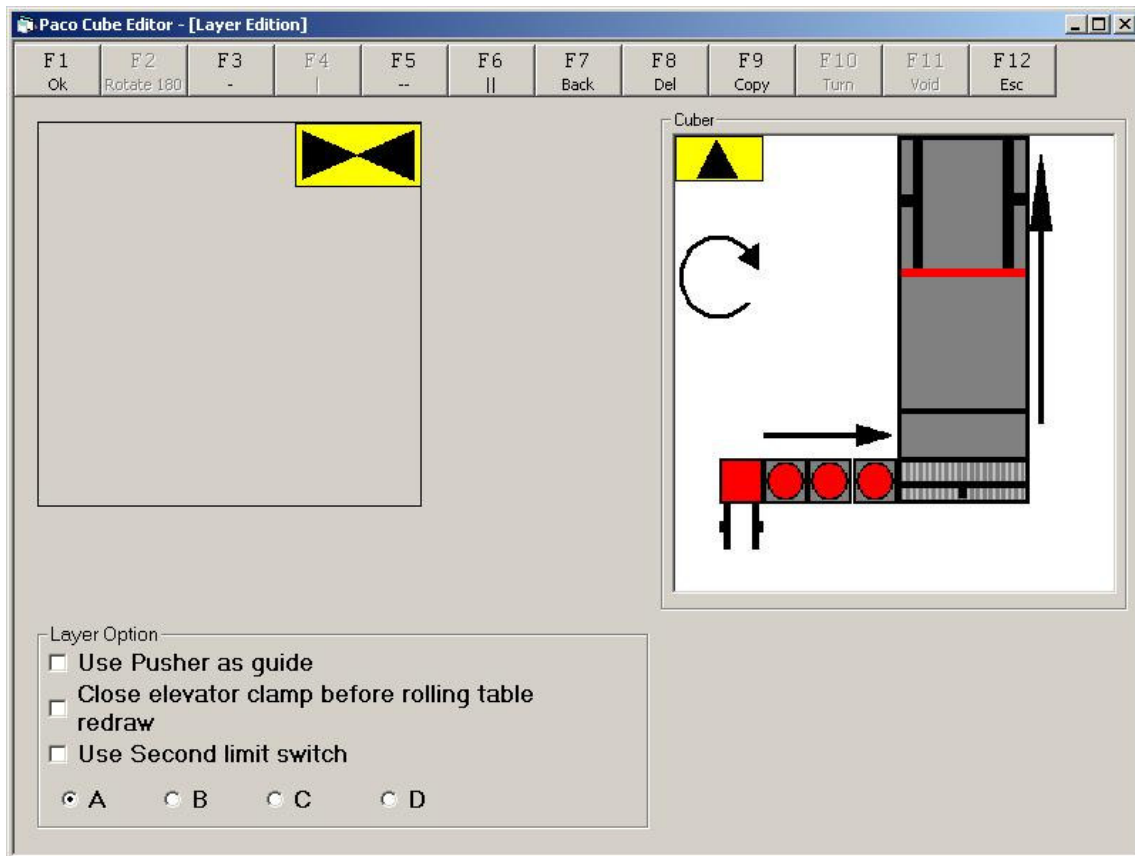 Paco Cube Editor - [Layer Edition]
F1 F2 F3 F4 F5 F6 F7 F8 F9 F10 F11 F12
Ok Rotate 180 - | -- || Back Del Copy Turn Void Esc
Cuber
Layer Option
Use Pusher as guide
Close elevator clamp before rolling table
redraw
Use Second limit switch
A B C D